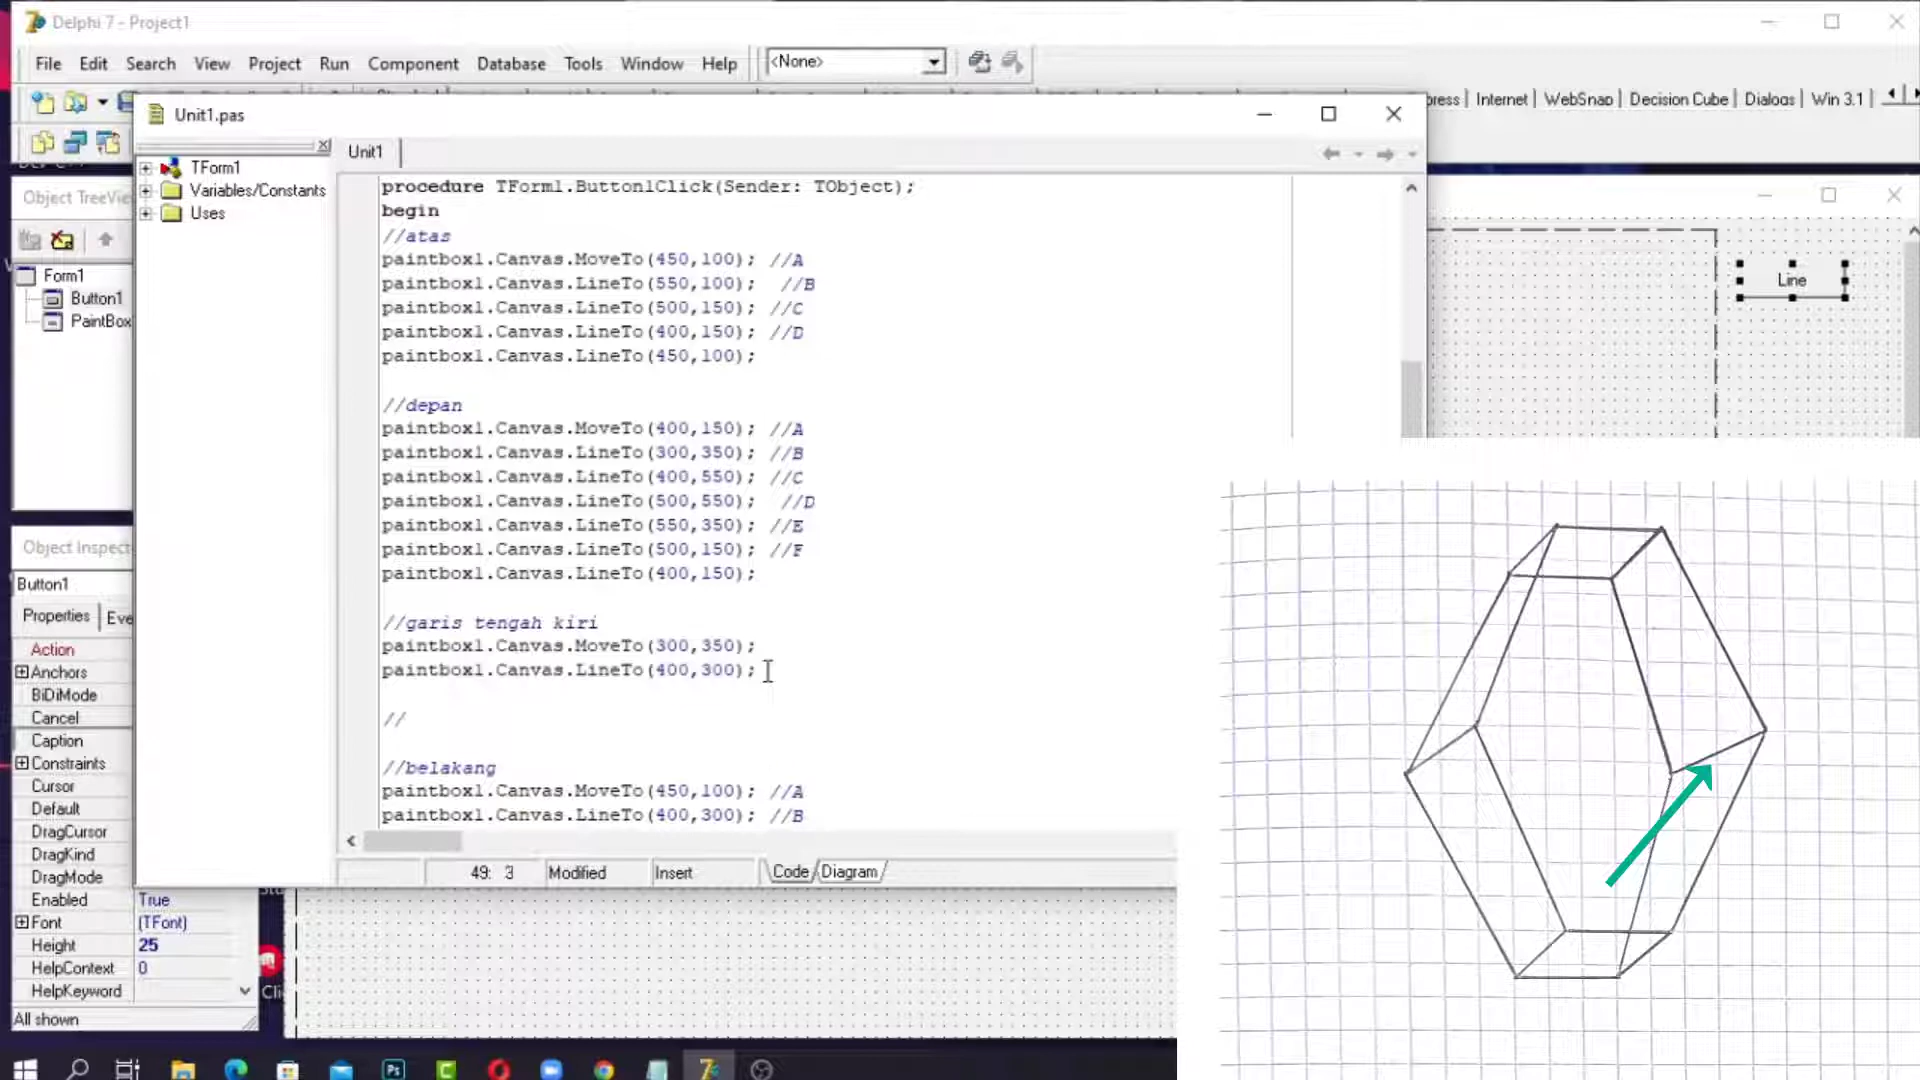 Delphi 7 - Project1
File Edit Search View Project Run Component Database Tools Window Help
<None>
Internet WebSnap Decision Cube Dialogs Win 3.1
Unit1.pas
Unit1
TForm1
Variables/Constants
Uses
Object TreeVie
Form1
Button1
PaintBox
Line
procedure TForm1.Button1Click(Sender: TObject);
begin
//atas
paintbox1.Canvas.MoveTo(450,100); //A
paintbox1.Canvas.LineTo(550,100); //B
paintbox1.Canvas.LineTo(500,150); //C
paintbox1.Canvas.LineTo(400,150); //D
paintbox1.Canvas.LineTo(450,100);
//depan
paintbox1.Canvas.MoveTo(400,150); //A
paintbox1.Canvas.LineTo(300,350); //B
paintbox1.Canvas.LineTo(400,550); //C
paintbox1.Canvas.LineTo(500,550); //D
paintbox1.Canvas.LineTo(550,350); //E
paintbox1.Canvas.LineTo(500,150); //F
paintbox1.Canvas.LineTo(400,150);
//garis tengah kiri
paintbox1.Canvas.MoveTo(300,350);
paintbox1.Canvas.LineTo(400,300);
//
//belakang
paintbox1.Canvas.MoveTo(450,100); //A
paintbox1.Canvas.LineTo(400,300); //B
49: 3 Modified Insert Code Diagram
Object Inspect
Button1
Properties Eve
Action
Anchors
BiDiMode
Cancel
Caption
Constraints
Cursor
Default
DragCursor
DragKind
DragMode
Enabled True
Font (TFont)
Height 25
HelpContext 0
HelpKeyword
All shown